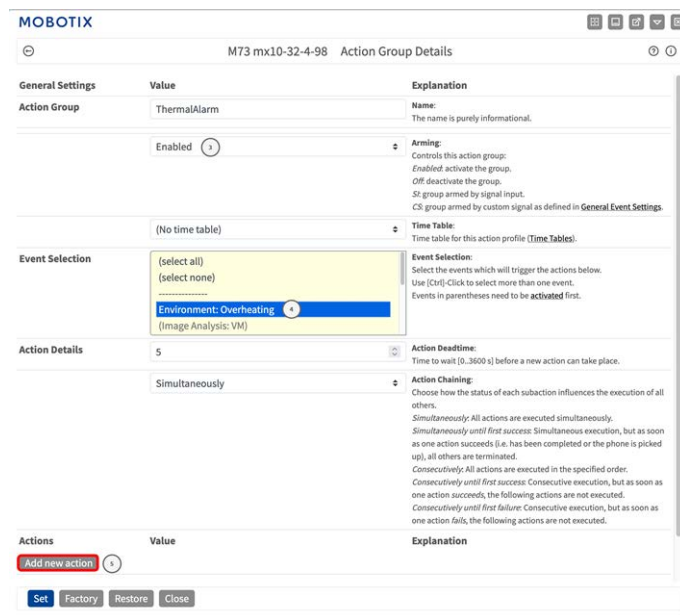 MOBOTIX
M73 mx10-32-4-98 Action Group Details
General Settings Value Explanation
Action Group ThermalAlarm Name:
The name is purely informational.
Enabled 3 Arming:
Controls this action group:
Enabled: activate the group.
Off: deactivate the group.
SI: group armed by signal input.
CS: group armed by custom signal as defined in General Event Settings.
(No time table) Time Table:
Time table for this action profile (Time Tables).
Event Selection
(select all)
(select none)
---------------
Environment: Overheating 4
(Image Analysis: VM)
Event Selection:
Select the events which will trigger the actions below.
Use [Ctrl]-Click to select more than one event.
Events in parentheses need to be activated first.
Action Details 5 Action Deadtime:
Time to wait [0..3600 s] before a new action can take place.
Simultaneously Action Chaining:
Choose how the status of each subaction influences the execution of all
others.
Simultaneously: All actions are executed simultaneously.
Simultaneously until first success: Simultaneous execution, but as soon
as one action succeeds (i.e. has been completed or the phone is picked
up), all others are terminated.
Consecutively: All actions are executed in the specified order.
Consecutively until first success: Consecutive execution, but as soon as
one action succeeds, the following actions are not executed.
Consecutively until first failure: Consecutive execution, but as soon as
one action fails, the following actions are not executed.
Actions Value Explanation
Add new action 5
Set Factory Restore Close